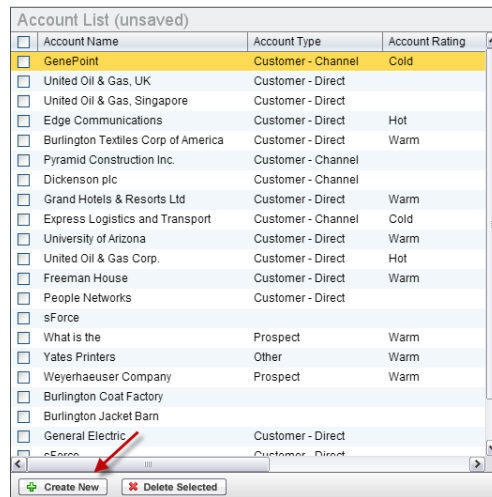 Account List (unsaved)
Account Name Account Type Account Rating
GenePoint Customer - Channel Cold
United Oil & Gas, UK Customer - Direct
United Oil & Gas, Singapore Customer - Direct
Edge Communications Customer - Direct Hot
Burlington Textiles Corp of America Customer - Direct Warm
Pyramid Construction Inc. Customer - Channel
Dickenson plc Customer - Channel
Grand Hotels & Resorts Ltd Customer - Direct Warm
Express Logistics and Transport Customer - Channel Cold
University of Arizona Customer - Direct Warm
United Oil & Gas Corp. Customer - Direct Hot
Freeman House Customer - Direct Warm
People Networks Customer - Direct
sForce
What is the Prospect Warm
Yates Printers Other Warm
Weyerhaeuser Company Prospect Warm
Burlington Coat Factory
Burlington Jacket Barn
General Electric Customer - Direct
sForce Customer - Direct
Create New Delete Selected